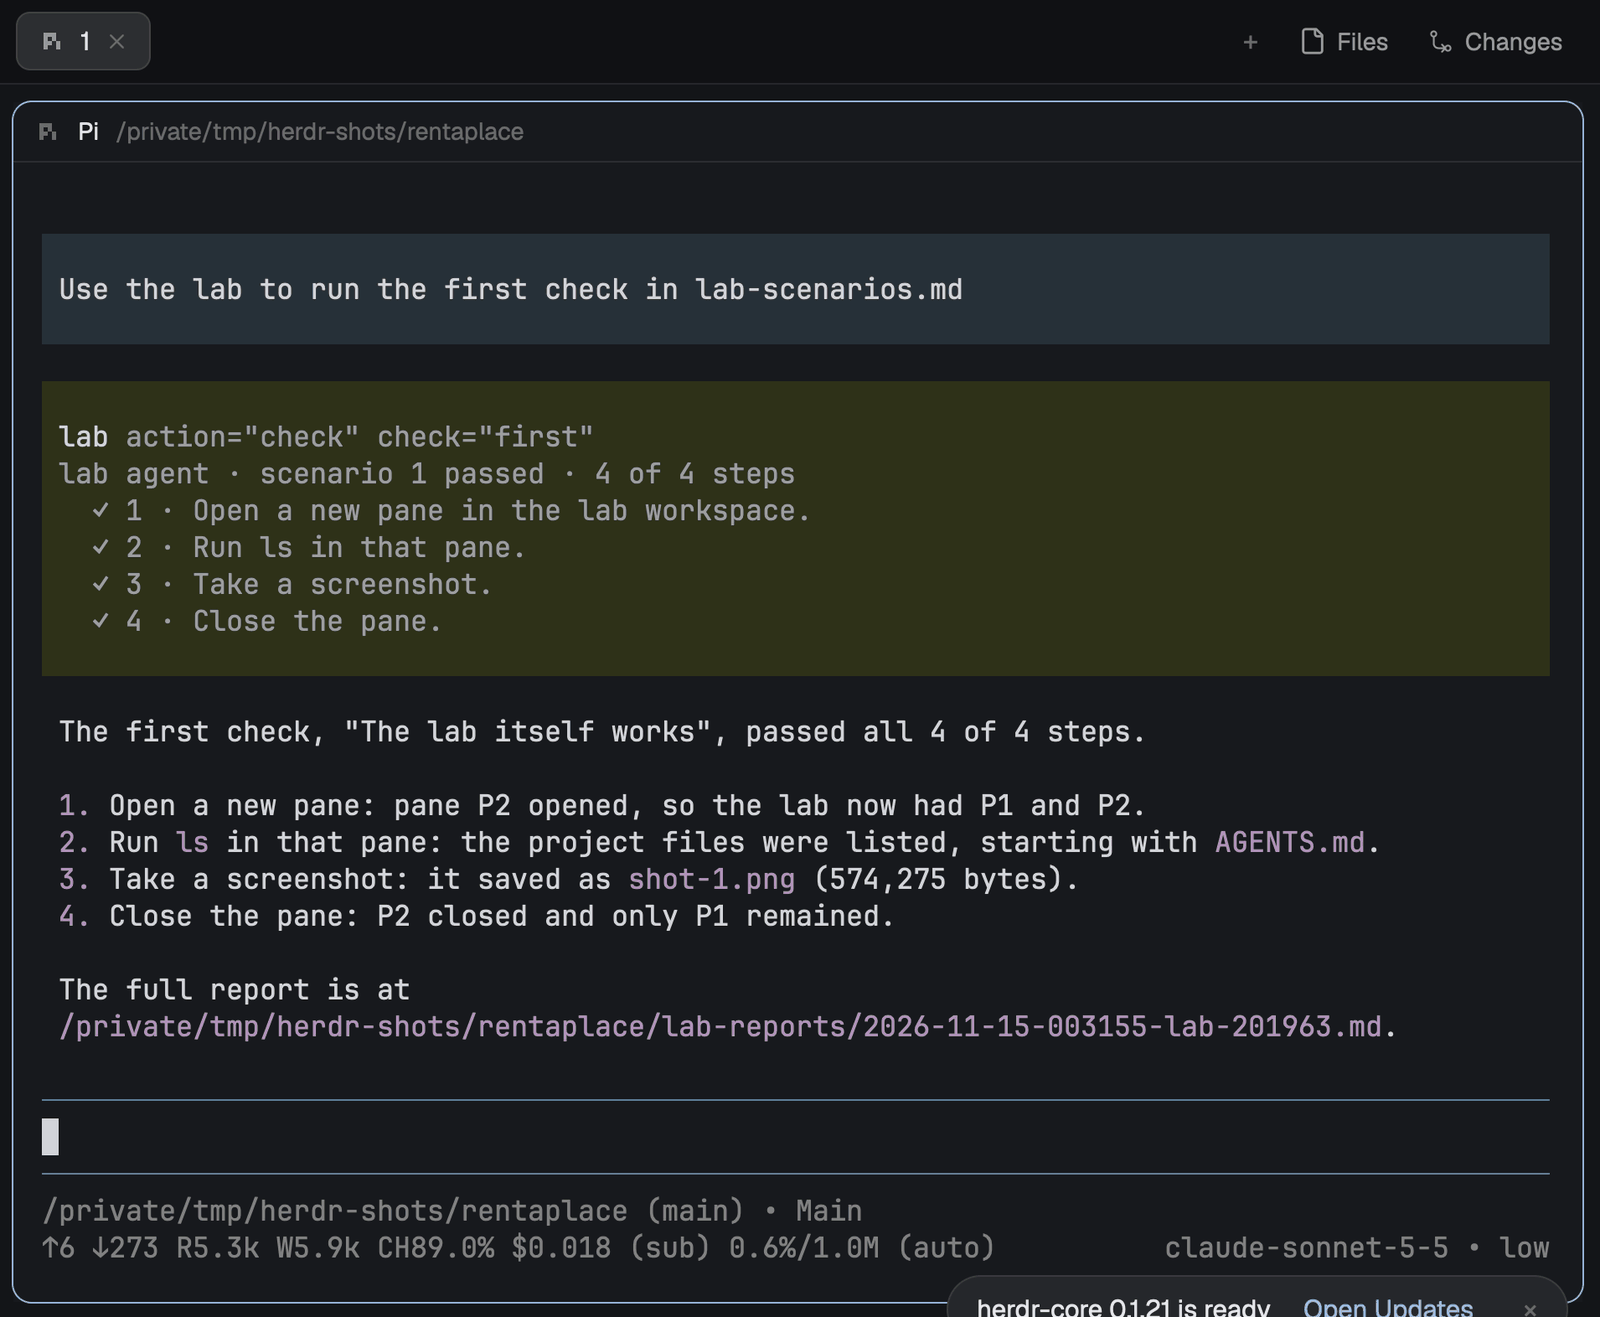 1
Files
Changes
Pi /private/tmp/herdr-shots/rentaplace
Use the lab to run the first check in lab-scenarios.md
lab action="check" check="first"
lab agent · scenario 1 passed · 4 of 4 steps
✓ 1 · Open a new pane in the lab workspace.
✓ 2 · Run ls in that pane.
✓ 3 · Take a screenshot.
✓ 4 · Close the pane.
The first check, "The lab itself works", passed all 4 of 4 steps.
1. Open a new pane: pane P2 opened, so the lab now had P1 and P2.
2. Run ls in that pane: the project files were listed, starting with AGENTS.md.
3. Take a screenshot: it saved as shot-1.png (574,275 bytes).
4. Close the pane: P2 closed and only P1 remained.
The full report is at
/private/tmp/herdr-shots/rentaplace/lab-reports/2026-11-15-003155-lab-201963.md.
/private/tmp/herdr-shots/rentaplace (main) • Main
↑6 ↓273 R5.3k W5.9k CH89.0% $0.018 (sub) 0.6%/1.0M (auto) claude-sonnet-5-5 • low
herdr-core 0.1.21 is ready Open Updates